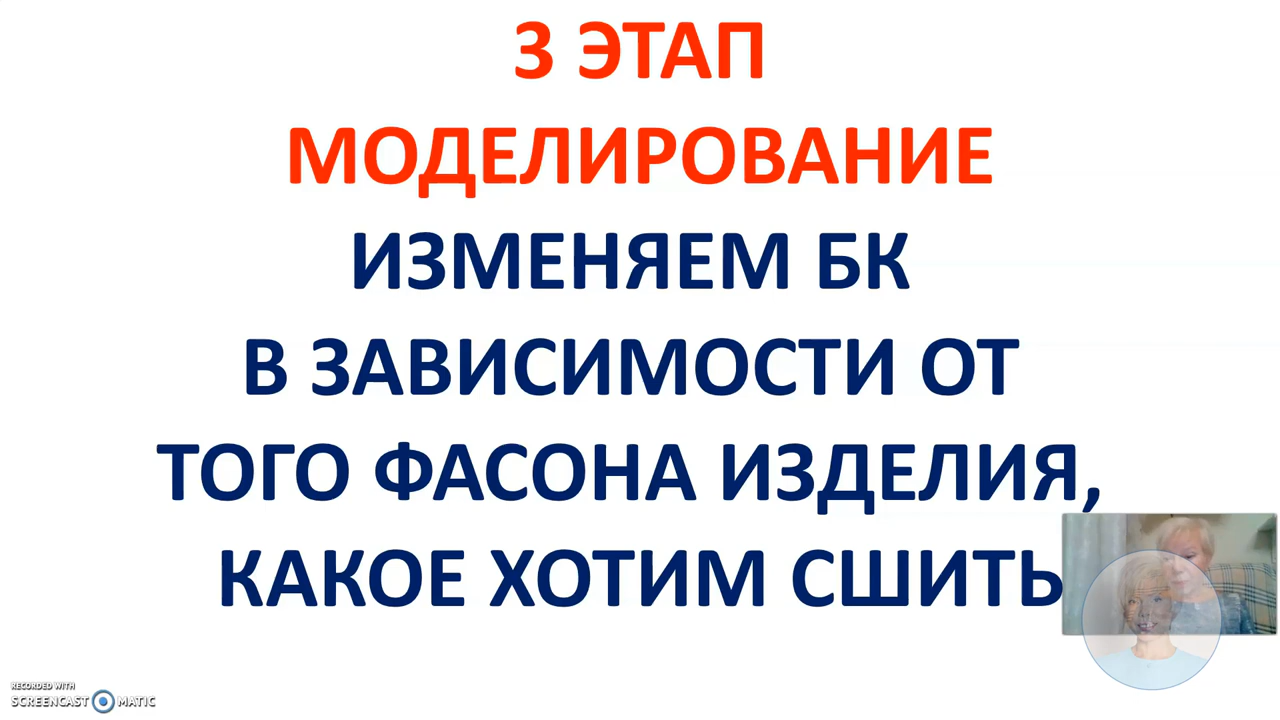 3 ЭТАП
МОДЕЛИРОВАНИЕ
ИЗМЕНЯЕМ БК
В ЗАВИСИМОСТИ ОТ
ТОГО ФАСОНА ИЗДЕЛИЯ,
КАКОЕ ХОТИМ СШИТЬ
RECORDED WITH
SCREENCAST MATIC